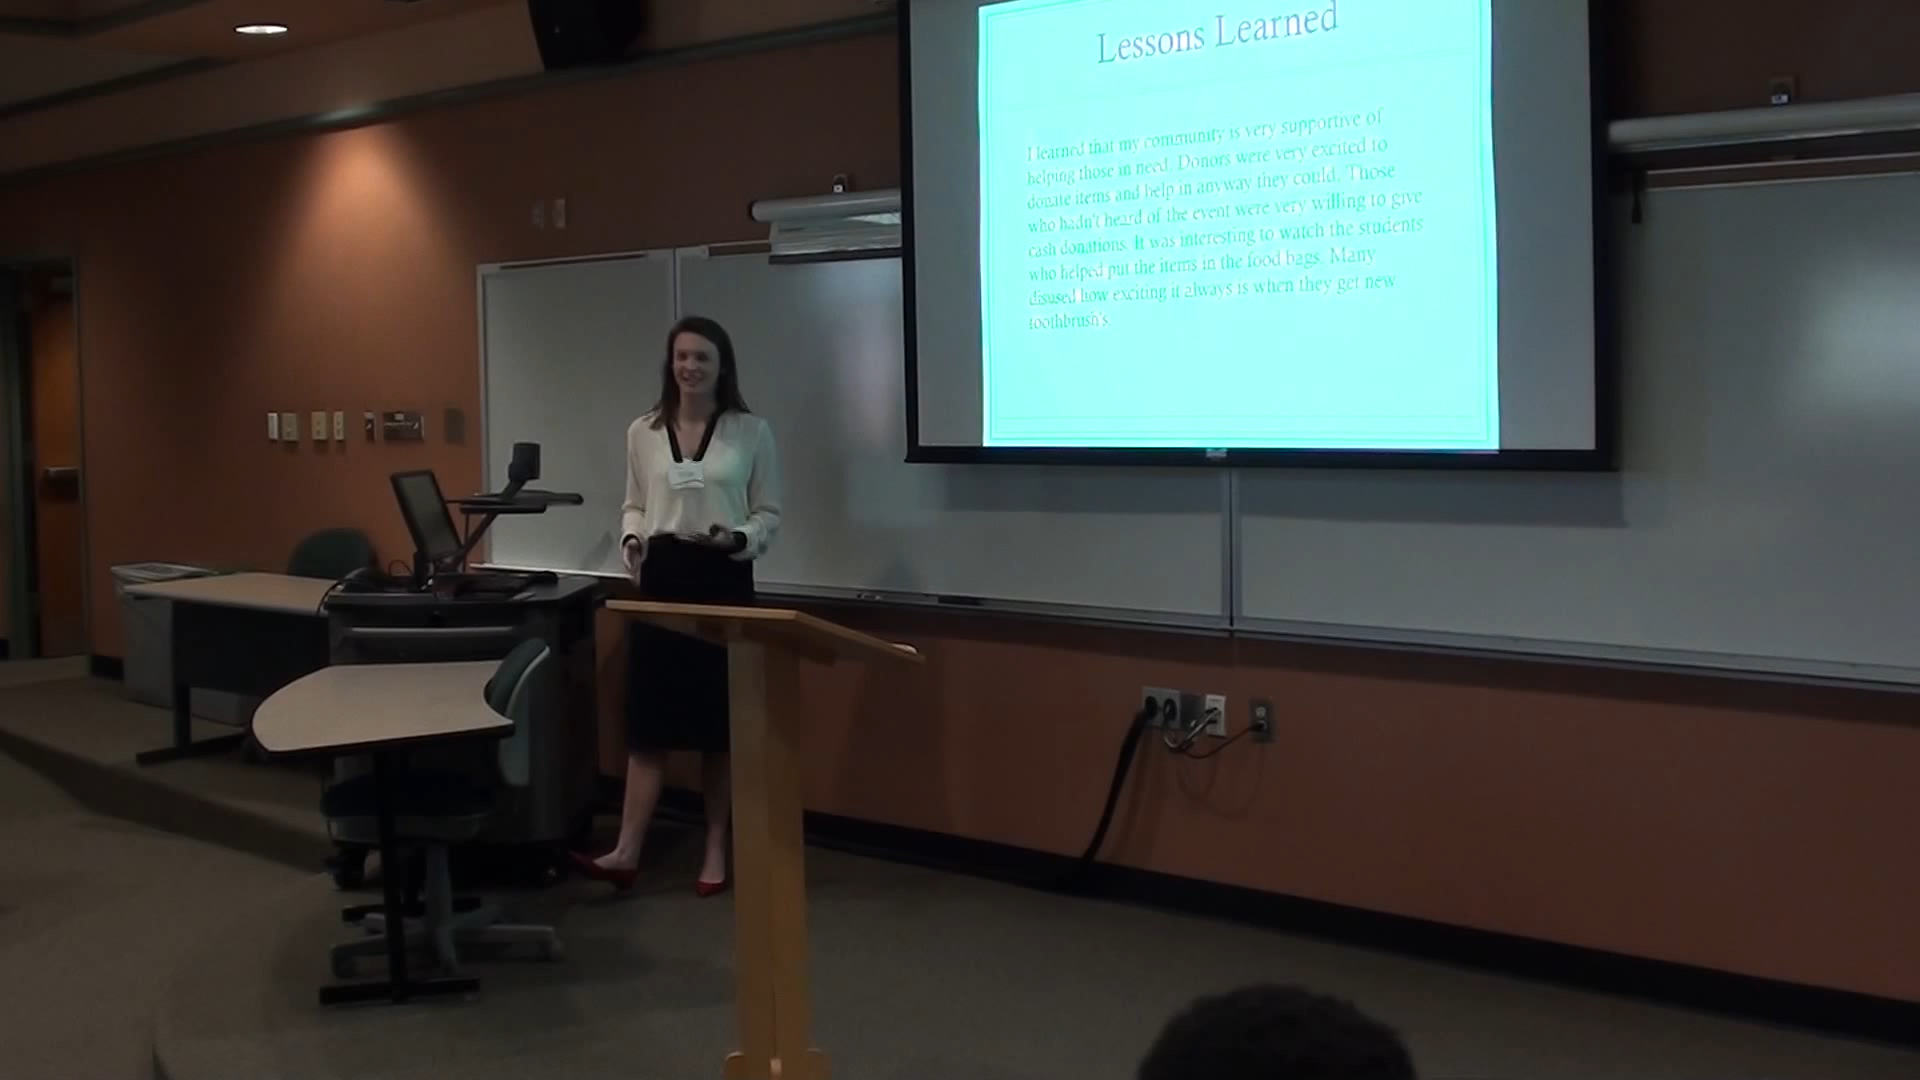 Lessons Learned
I learned that my community is very supportive of
helping those in need. Donors were very excited to
donate items and help in anyway they could. Those
who hadn't heard of the event were very willing to give
cash donations. It was interesting to watch the students
who helped put the items in the food bags. Many
disused how exciting it always is when they get new
toothbrush's.